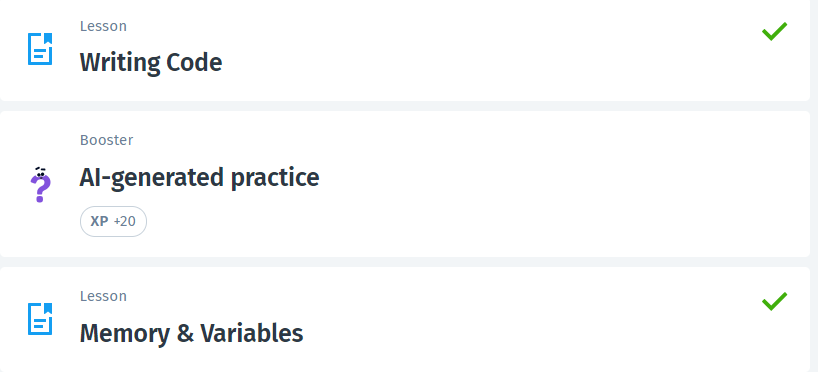 Lesson
Writing Code
Booster
AI-generated practice
XP +20
Lesson
Memory & Variables